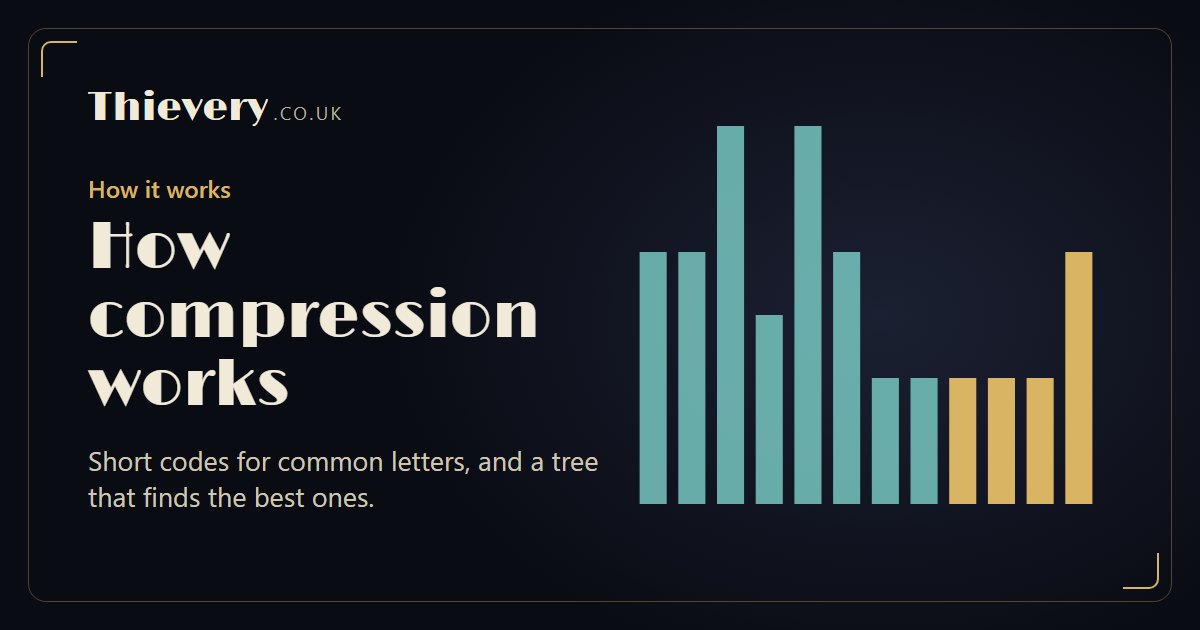 Thievery.CO.UK
How it works
How
compression
works
Short codes for common letters, and a tree
that finds the best ones.